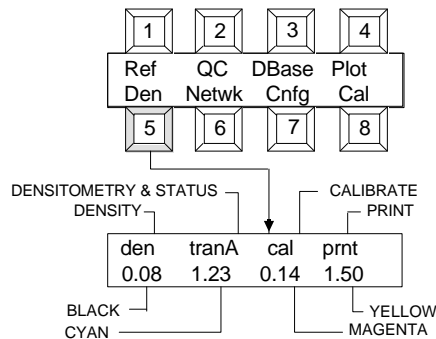 1 2 3 4
Ref QC DBase Plot
Den Netwk Cnfg Cal
5 6 7 8
DENSITOMETRY & STATUS CALIBRATE
DENSITY PRINT
den tranA cal prnt
0.08 1.23 0.14 1.50
BLACK YELLOW
CYAN MAGENTA